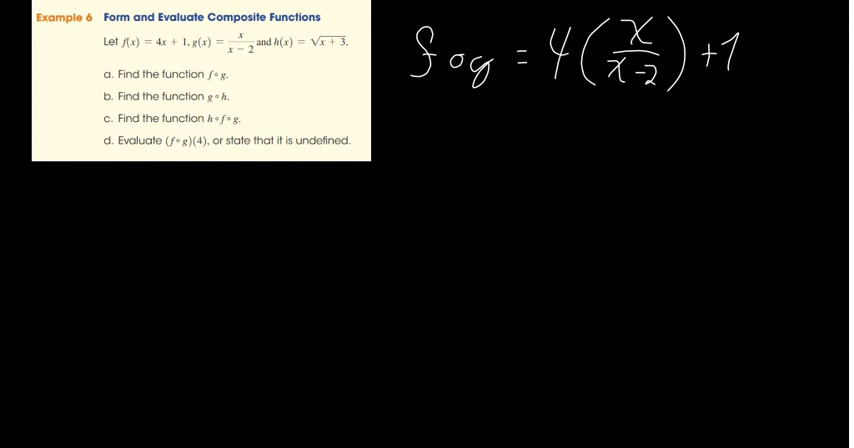 Example 6 Form and Evaluate Composite Functions
Let f(x) = 4x + 1, g(x) = x / (x − 2) and h(x) = √(x + 3).
a. Find the function f ∘ g.
b. Find the function g ∘ h.
c. Find the function h ∘ f ∘ g.
d. Evaluate (f ∘ g)(4), or state that it is undefined.
f o g = 4(x / (x - 2)) + 1